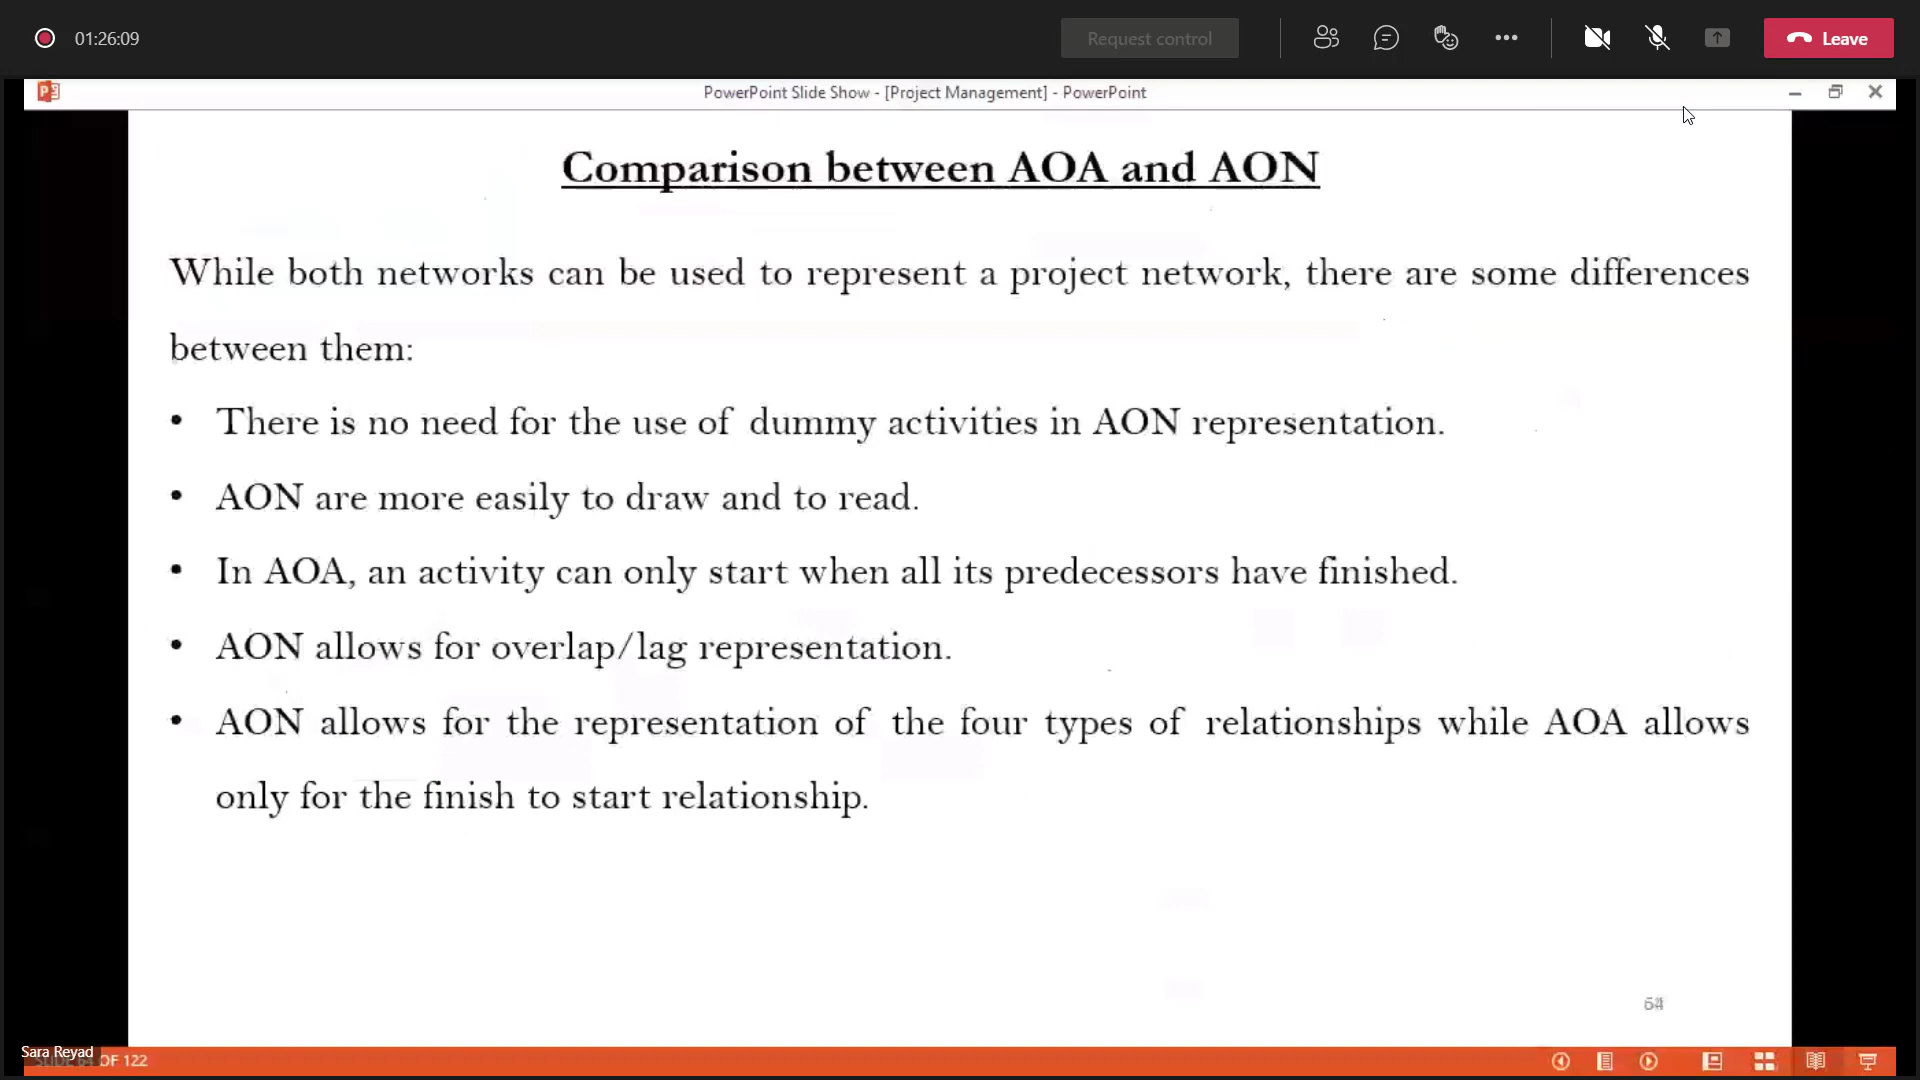 01:26:09
Request control
Leave
PowerPoint Slide Show - [Project Management] - PowerPoint
Comparison between AOA and AON
While both networks can be used to represent a project network, there are some differences
between them:
• There is no need for the use of dummy activities in AON representation.
• AON are more easily to draw and to read.
• In AOA, an activity can only start when all its predecessors have finished.
• AON allows for overlap/lag representation.
• AON allows for the representation of the four types of relationships while AOA allows
only for the finish to start relationship.
Sara Reyad
SLIDE 64 OF 122